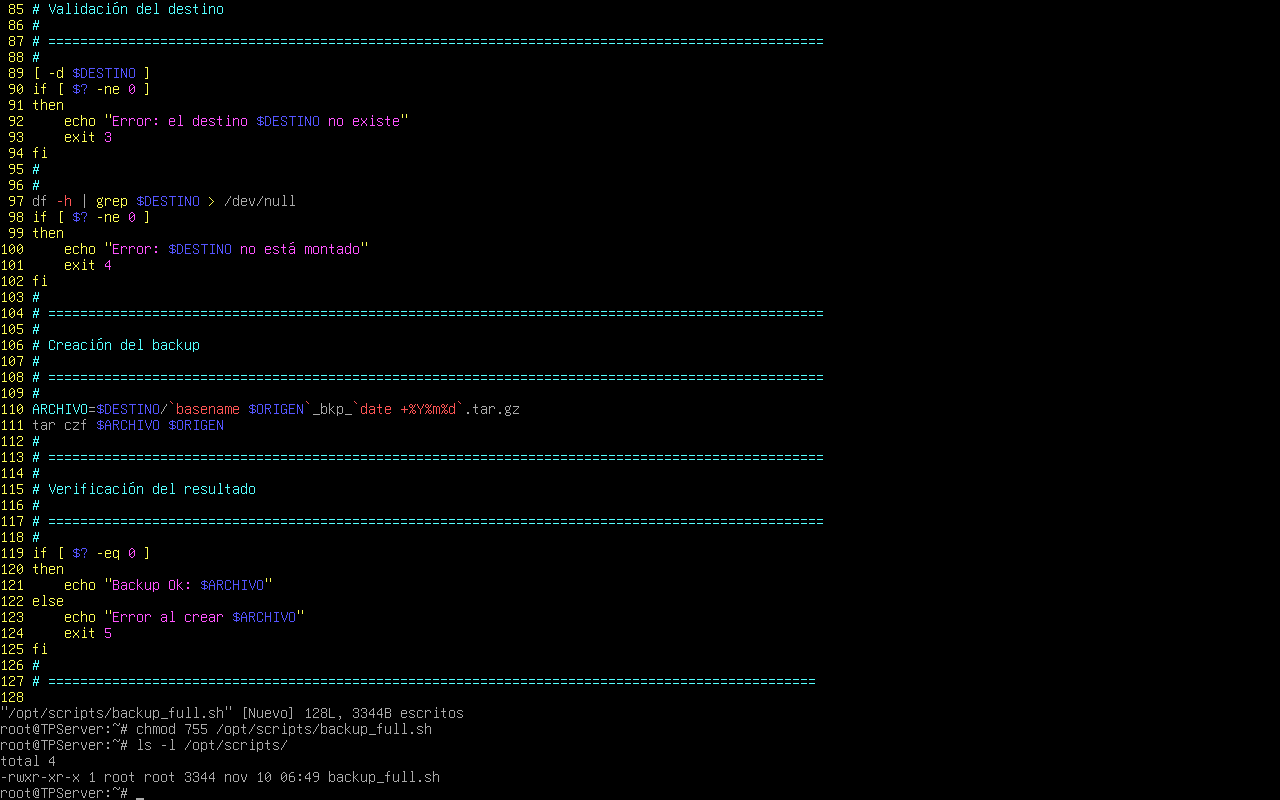 85 # Validación del destino
86 #
87 # =================================================================================================
88 #
89 [ -d $DESTINO ]
90 if [ $? -ne 0 ]
91 then
92     echo "Error: el destino $DESTINO no existe"
93     exit 3
94 fi
95 #
96 #
97 df -h | grep $DESTINO > /dev/null
98 if [ $? -ne 0 ]
99 then
100     echo "Error: $DESTINO no está montado"
101     exit 4
102 fi
103 #
104 # =================================================================================================
105 #
106 # Creación del backup
107 #
108 # =================================================================================================
109 #
110 ARCHIVO=$DESTINO/`basename $ORIGEN`_bkp_`date +%Y%m%d`.tar.gz
111 tar czf $ARCHIVO $ORIGEN
112 #
113 # =================================================================================================
114 #
115 # Verificación del resultado
116 #
117 # =================================================================================================
118 #
119 if [ $? -eq 0 ]
120 then
121     echo "Backup Ok: $ARCHIVO"
122 else
123     echo "Error al crear $ARCHIVO"
124     exit 5
125 fi
126 #
127 # ================================================================================================
128
"/opt/scripts/backup_full.sh" [Nuevo] 128L, 3344B escritos
root@TPServer:~# chmod 755 /opt/scripts/backup_full.sh
root@TPServer:~# ls -l /opt/scripts/
total 4
-rwxr-xr-x 1 root root 3344 nov 10 06:49 backup_full.sh
root@TPServer:~# _